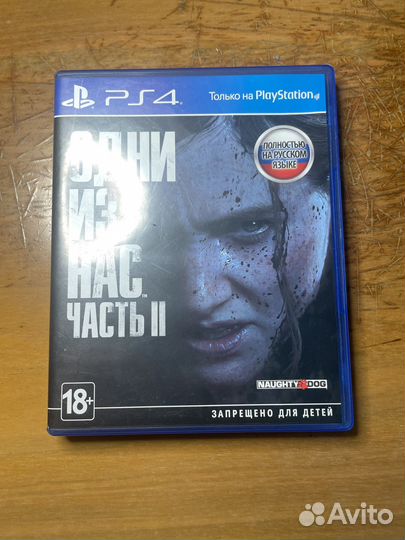 PS4
Только на PlayStation
ОДНИ
ИЗ
НАС™
ЧАСТЬ II
ПОЛНОСТЬЮ
НА РУССКОМ
ЯЗЫКЕ
NAUGHTY DOG
18+
ЗАПРЕЩЕНО ДЛЯ ДЕТЕЙ
Avito